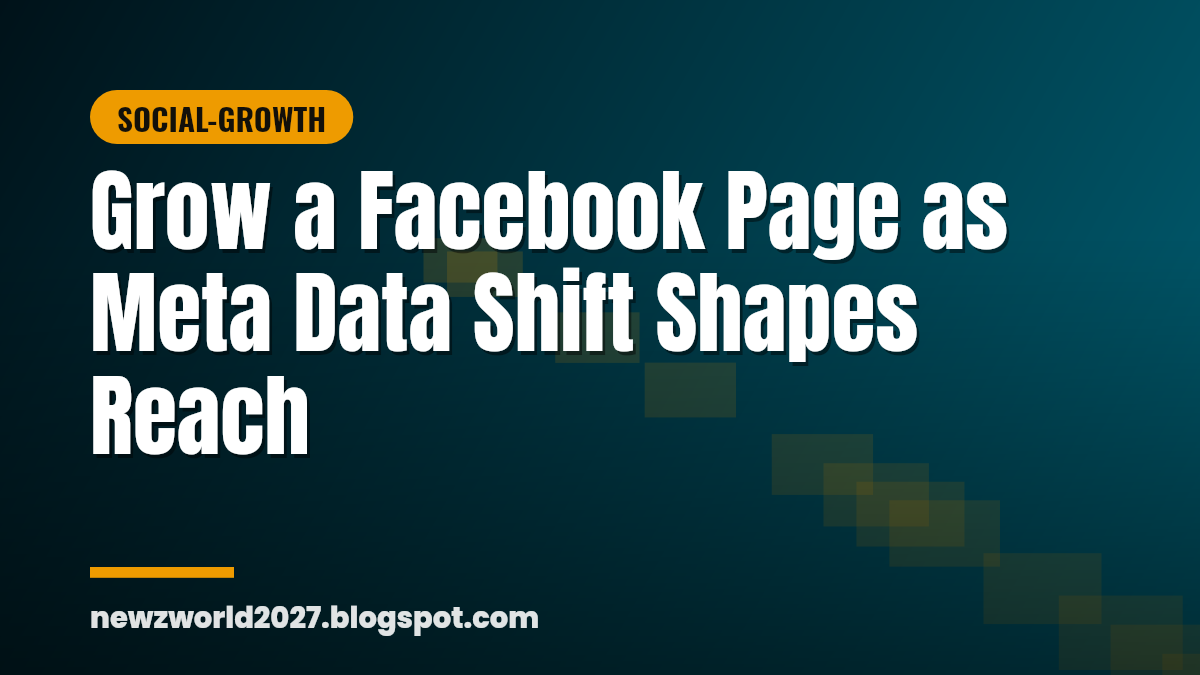 SOCIAL-GROWTH
Grow a Facebook Page as
Meta Data Shift Shapes
Reach
newzworld2027.blogspot.com